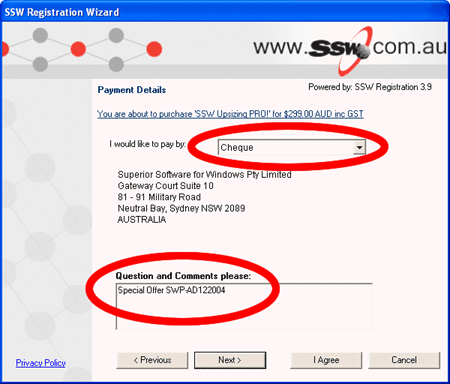 SSW Registration Wizard
www.SSW.com.au
Payment Details
Powered by: SSW Registration 3.9
You are about to purchase 'SSW Upsizing PRO!' for $299.00 AUD inc GST
I would like to pay by: Cheque
Superior Software for Windows Pty Limited
Gateway Court Suite 10
81 - 91 Military Road
Neutral Bay, Sydney NSW 2089
AUSTRALIA
Question and Comments please:
Special Offer SWP-AD122004
Privacy Policy
< Previous Next > I Agree Cancel